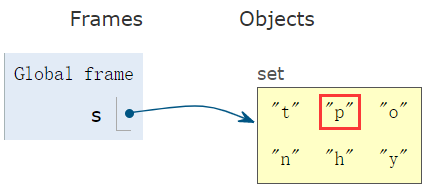 Frames Objects
Global frame
s
set
"t" "p" "o"
"n" "h" "y"